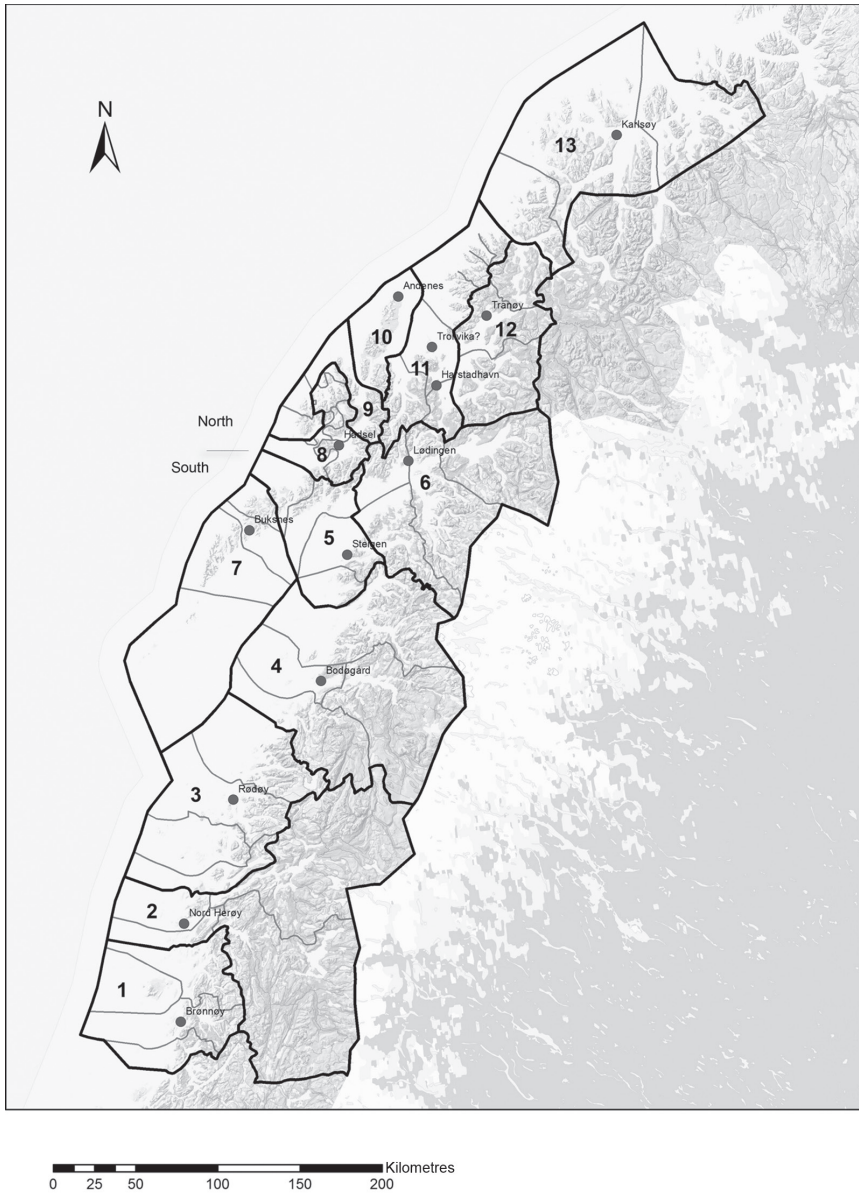 N
Karlsøy
13
Andenes
Tranøy
12
10
Trollvika?
11
Harstadhavn
9
North
Hadsel
8
Lødingen
South
6
Buksnes
5
Steigen
7
4
Bodøgård
3
Rødøy
2
Nord Herøy
1
Brønnøy
Kilometres
0 25 50 100 150 200